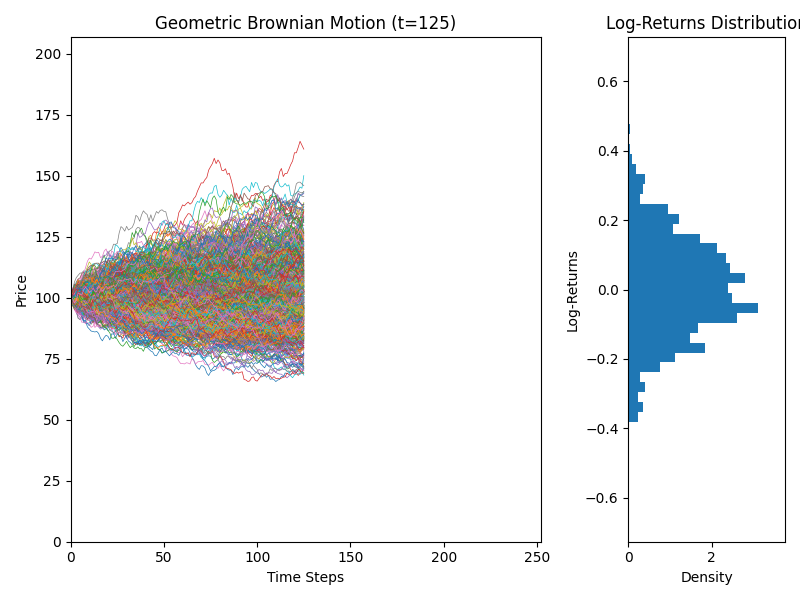 Geometric Brownian Motion (t=125)
Log-Returns Distribution
Price
200
175
150
125
100
75
50
25
0
0 50 100 150 200 250
Time Steps
Log-Returns
0.6
0.4
0.2
0.0
−0.2
−0.4
−0.6
0 2
Density